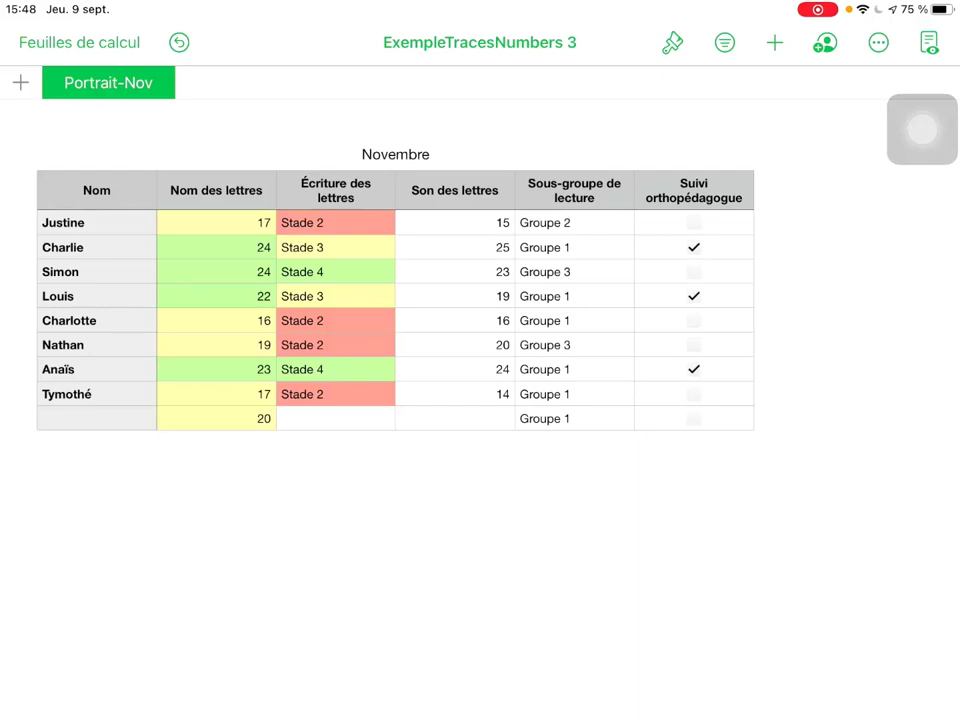 15:48 Jeu. 9 sept. 75 %
Feuilles de calcul ExempleTracesNumbers 3
Portrait-Nov
Novembre
Nom Nom des lettres Écriture des lettres Son des lettres Sous-groupe de lecture Suivi orthopédagogue
Justine 17 Stade 2 15 Groupe 2
Charlie 24 Stade 3 25 Groupe 1
Simon 24 Stade 4 23 Groupe 3
Louis 22 Stade 3 19 Groupe 1
Charlotte 16 Stade 2 16 Groupe 1
Nathan 19 Stade 2 20 Groupe 3
Anaïs 23 Stade 4 24 Groupe 1
Tymothé 17 Stade 2 14 Groupe 1
20 Groupe 1